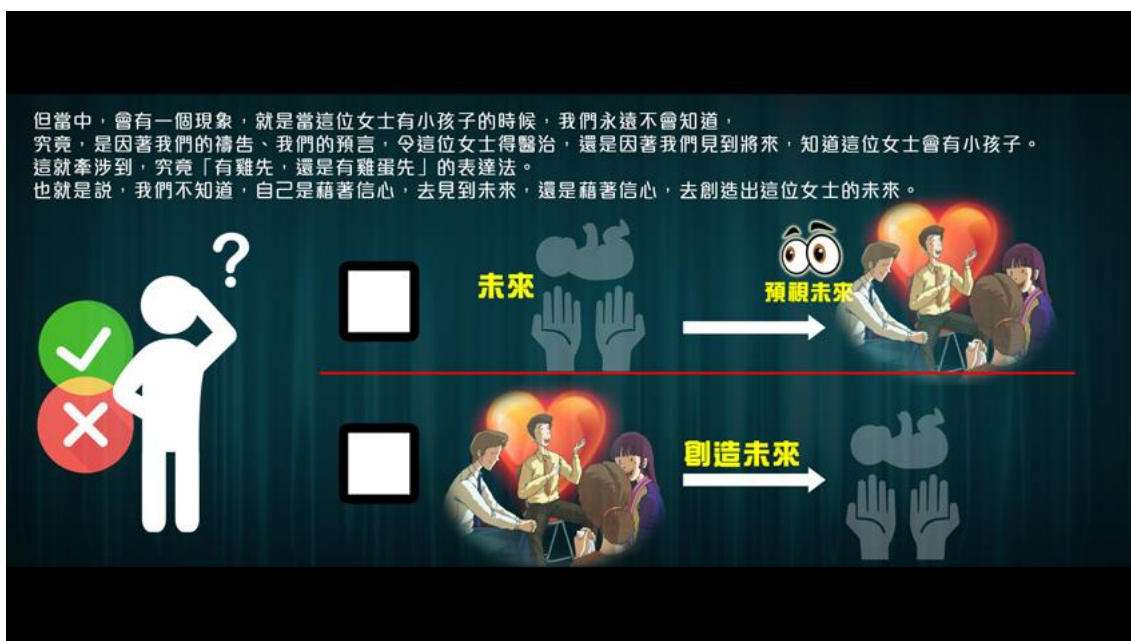 但當中，會有一個現象，就是當這位女士有小孩子的時候，我們永遠不會知道，
究竟，是因著我們的禱告、我們的預言，令這位女士得醫治，還是因著我們見到將來，知道這位女士會有小孩子。
這就牽涉到，究竟「有雞先，還是有雞蛋先」的表達法。
也就是説，我們不知道，自己是藉著信心，去見到未來，還是藉著信心，去創造出這位女士的未來。
?
未來
預視未來
創造未來